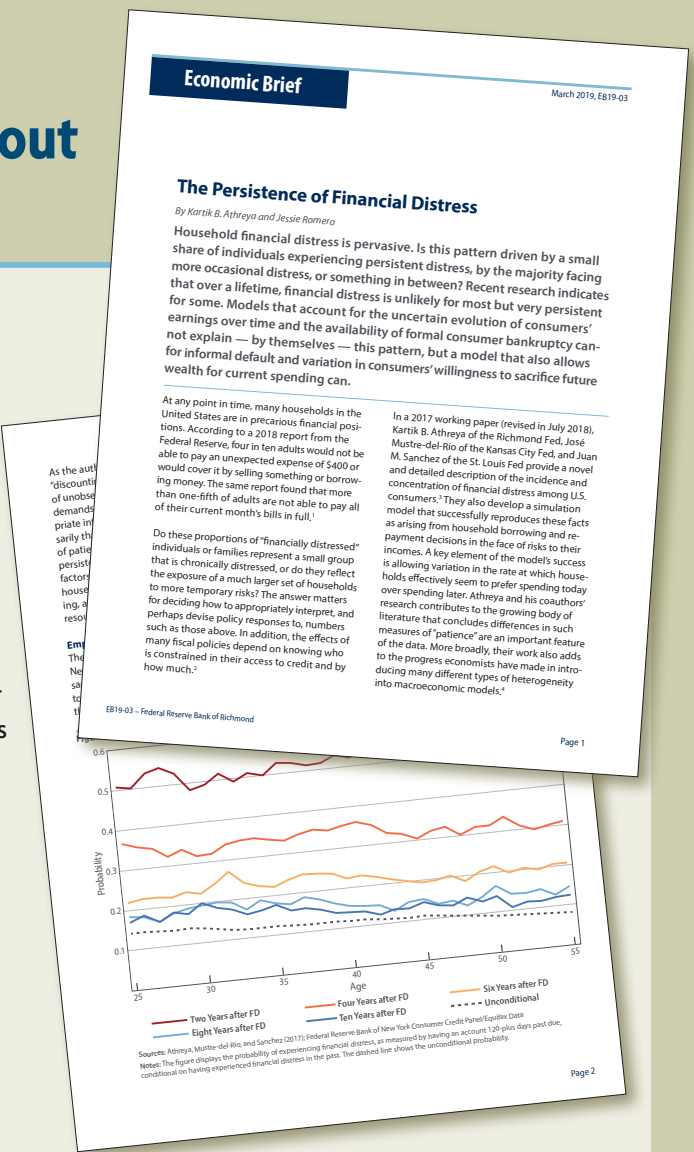 out
s
Economic Brief
March 2019, EB19-03
The Persistence of Financial Distress
By Kartik B. Athreya and Jessie Romero
Household financial distress is pervasive. Is this pattern driven by a small
share of individuals experiencing persistent distress, by the majority facing
more occasional distress, or something in between? Recent research indicates
that over a lifetime, financial distress is unlikely for most but very persistent
for some. Models that account for the uncertain evolution of consumers’
earnings over time and the availability of formal consumer bankruptcy can-
not explain — by themselves — this pattern, but a model that also allows
for informal default and variation in consumers’ willingness to sacrifice future
wealth for current spending can.
At any point in time, many households in the
United States are in precarious financial posi-
tions. According to a 2018 report from the
Federal Reserve, four in ten adults would not be
able to pay an unexpected expense of $400 or
would cover it by selling something or borrow-
ing money. The same report found that more
than one-fifth of adults are not able to pay all
of their current month’s bills in full.¹
Do these proportions of “financially distressed”
individuals or families represent a small group
that is chronically distressed, or do they reflect
the exposure of a much larger set of households
to more temporary risks? The answer matters
for deciding how to appropriately interpret, and
perhaps devise policy responses to, numbers
such as those above. In addition, the effects of
many fiscal policies depend on knowing who
is constrained in their access to credit and by
how much.²
In a 2017 working paper (revised in July 2018),
Kartik B. Athreya of the Richmond Fed, José
Mustre-del-Río of the Kansas City Fed, and Juan
M. Sanchez of the St. Louis Fed provide a novel
and detailed description of the incidence and
concentration of financial distress among U.S.
consumers.³ They also develop a simulation
model that successfully reproduces these facts
as arising from household borrowing and re-
payment decisions in the face of risks to their
incomes. A key element of the model’s success
is allowing variation in the rate at which house-
holds effectively seem to prefer spending today
over spending later. Athreya and his coauthors’
research contributes to the growing body of
literature that concludes differences in such
measures of “patience” are an important feature
of the data. More broadly, their work also adds
to the progress economists have made in intro-
ducing many different types of heterogeneity
into macroeconomic models.⁴
EB19-03 – Federal Reserve Bank of Richmond
Page 1
As the auth
“discountin
of unobse
demands
priate in
sarily th
of patie
persist
factors
house
ing, a
resou
Emp
The
Ne
sa
to
th
0.6
0.5
0.4
0.3
0.2
0.1
Probability
25 30 35 40 45 50 55
Age
Two Years after FD Four Years after FD Six Years after FD
Eight Years after FD Ten Years after FD Unconditional
Sources: Athreya, Mustre-del-Río, and Sanchez (2017); Federal Reserve Bank of New York Consumer Credit Panel/Equifax Data
Notes: The figure displays the probability of experiencing financial distress, as measured by having an account 120-plus days past due,
conditional on having experienced financial distress in the past. The dashed line shows the unconditional probability.
Page 2